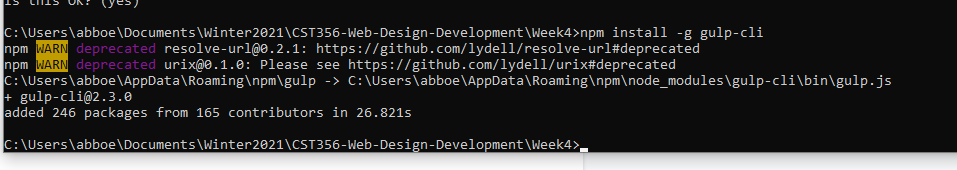 Is this OK? (yes)
C:\Users\abboe\Documents\Winter2021\CST356-Web-Design-Development\Week4>npm install -g gulp-cli
npm WARN deprecated resolve-url@0.2.1: https://github.com/lydell/resolve-url#deprecated
npm WARN deprecated urix@0.1.0: Please see https://github.com/lydell/urix#deprecated
C:\Users\abboe\AppData\Roaming\npm\gulp -> C:\Users\abboe\AppData\Roaming\npm\node_modules\gulp-cli\bin\gulp.js
+ gulp-cli@2.3.0
added 246 packages from 165 contributors in 26.821s
C:\Users\abboe\Documents\Winter2021\CST356-Web-Design-Development\Week4>